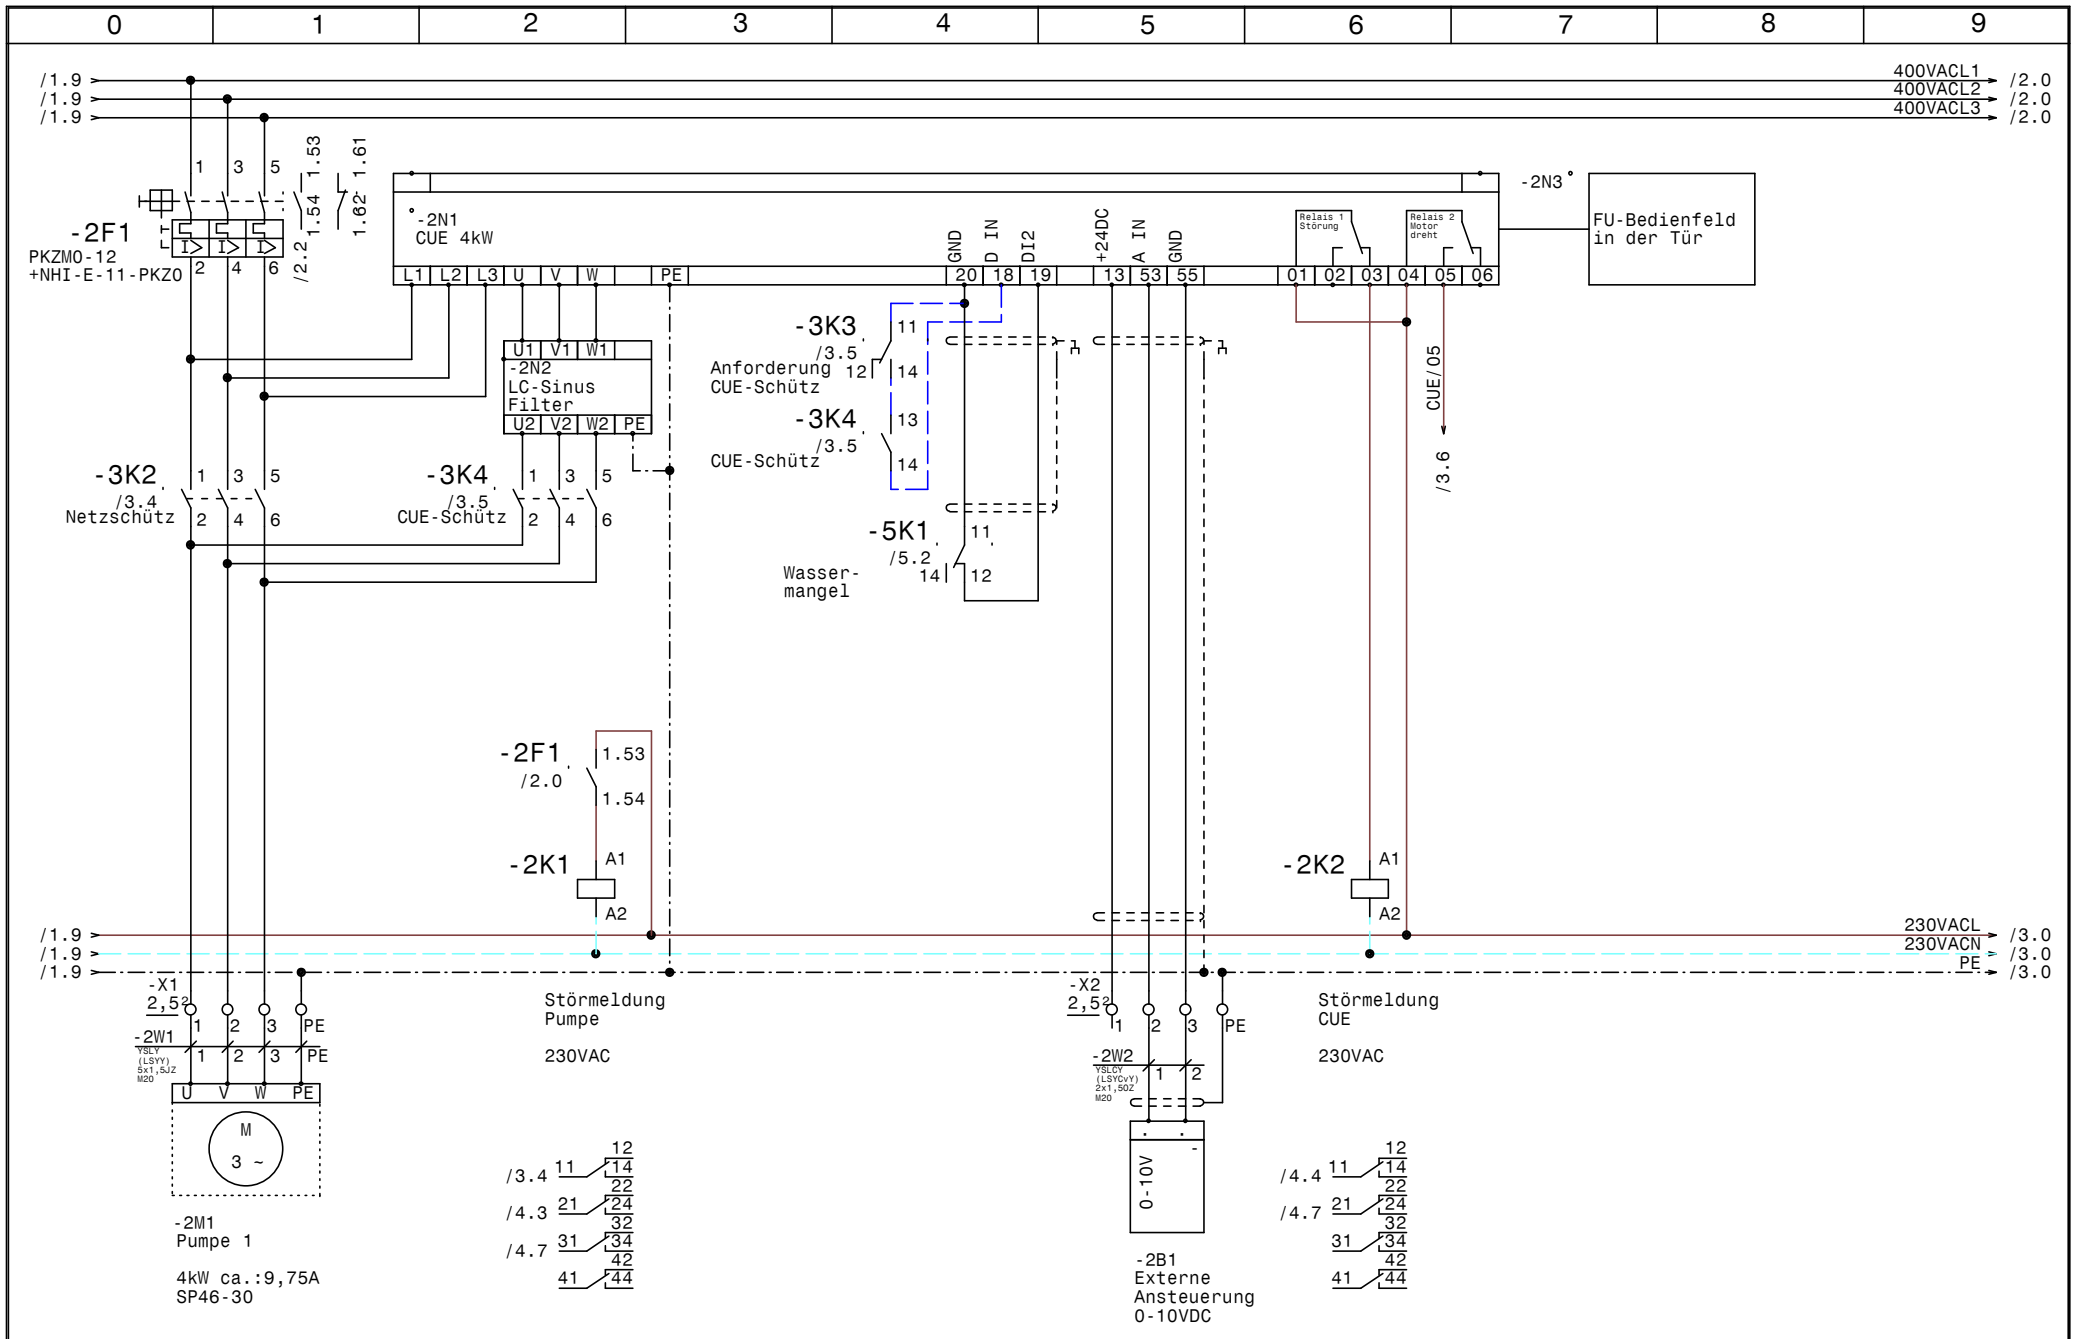 0 1 2 3 4 5 6 7 8 9
/1.9 400VACL1 /2.0
/1.9 400VACL2 /2.0
/1.9 400VACL3 /2.0
1 3 5 1.53 1.61
1.54 1.62
-2F1
PKZM0-12
+NHI-E-11-PKZ0
2 4 6 /2.2
-2N1
CUE 4kW
GND D IN DI2 +24DC A IN GND
Relais 1
Störung
Relais 2
Motor
dreht
L1 L2 L3 U V W PE 20 18 19 13 53 55 01 02 03 04 05 06
-2N3
FU-Bedienfeld
in der Tür
U1 V1 W1
-2N2
LC-Sinus
Filter
U2 V2 W2 PE
-3K3 11
/3.5
Anforderung 12 14
CUE-Schütz
-3K4 13
/3.5
CUE-Schütz 14
CUE/05
/3.6
-3K2 1 3 5
/3.4
Netzschütz 2 4 6
-3K4 1 3 5
/3.5
CUE-Schütz 2 4 6
-5K1 11
/5.2
14 12
Wasser-
mangel
-2F1 1.53
/2.0
1.54
-2K1 A1
A2
-2K2 A1
A2
/1.9 230VACL /3.0
/1.9 230VACN /3.0
/1.9 PE /3.0
-X1
2,5²
1 2 3 PE
-2W1
YSLY
(LSYY)
5x1,5JZ
M20
1 2 3 PE
U V W PE
M
3 ~
-2M1
Pumpe 1
4kW ca.:9,75A
SP46-30
Störmeldung
Pumpe
230VAC
12
/3.4 11 14
22
/4.3 21 24
32
/4.7 31 34
42
41 44
-X2
2,5²
1 2 3 PE
-2W2
YSLCY
(LSYCvY)
2x1,5OZ
M20
1 2
-
0-10V
-2B1
Externe
Ansteuerung
0-10VDC
Störmeldung
CUE
230VAC
12
/4.4 11 14
22
/4.7 21 24
32
31 34
42
41 44